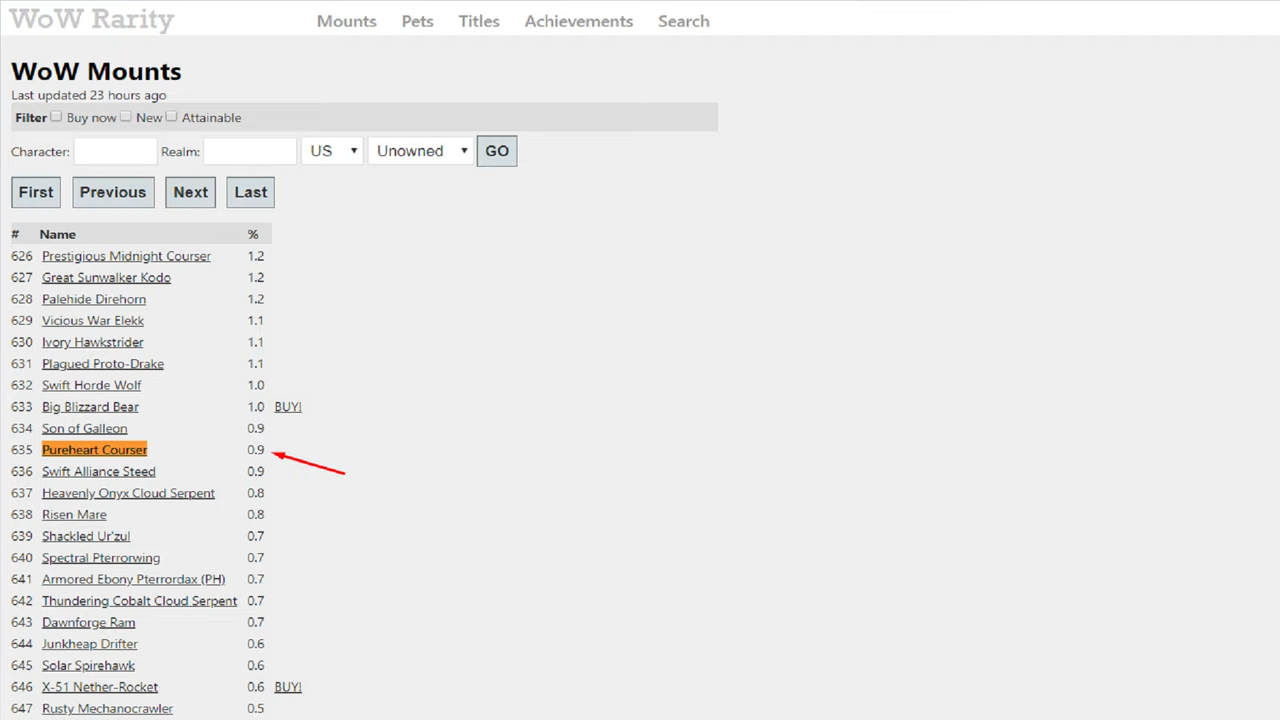 WoW Rarity Mounts Pets Titles Achievements Search
WoW Mounts
Last updated 23 hours ago
Filter Buy now New Attainable
Character: Realm: US Unowned GO
First Previous Next Last
# Name %
626 Prestigious Midnight Courser 1.2
627 Great Sunwalker Kodo 1.2
628 Palehide Direhorn 1.2
629 Vicious War Elekk 1.1
630 Ivory Hawkstrider 1.1
631 Plagued Proto-Drake 1.1
632 Swift Horde Wolf 1.0
633 Big Blizzard Bear 1.0 BUY!
634 Son of Galleon 0.9
635 Pureheart Courser 0.9
636 Swift Alliance Steed 0.9
637 Heavenly Onyx Cloud Serpent 0.8
638 Risen Mare 0.8
639 Shackled Ur'zul 0.7
640 Spectral Pterrorwing 0.7
641 Armored Ebony Pterrordax (PH) 0.7
642 Thundering Cobalt Cloud Serpent 0.7
643 Dawnforge Ram 0.7
644 Junkheap Drifter 0.6
645 Solar Spirehawk 0.6
646 X-51 Nether-Rocket 0.6 BUY!
647 Rusty Mechanocrawler 0.5